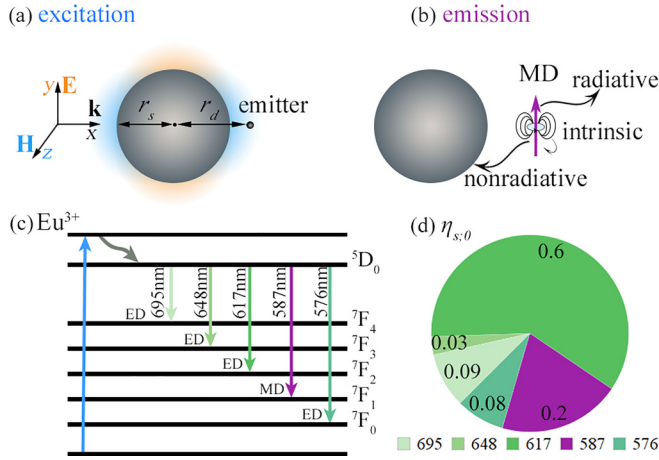 (a) excitation
y E
k
x
H
z
r_s
r_d
emitter
(b) emission
MD
radiative
intrinsic
nonradiative
(c) Eu³⁺
⁵D₀
695nm
648nm
617nm
587nm
576nm
ED
⁷F₄
ED
⁷F₃
ED
⁷F₂
MD
⁷F₁
ED
⁷F₀
(d) η_{s;0}
0.6
0.03
0.09
0.08
0.2
695 648 617 587 576